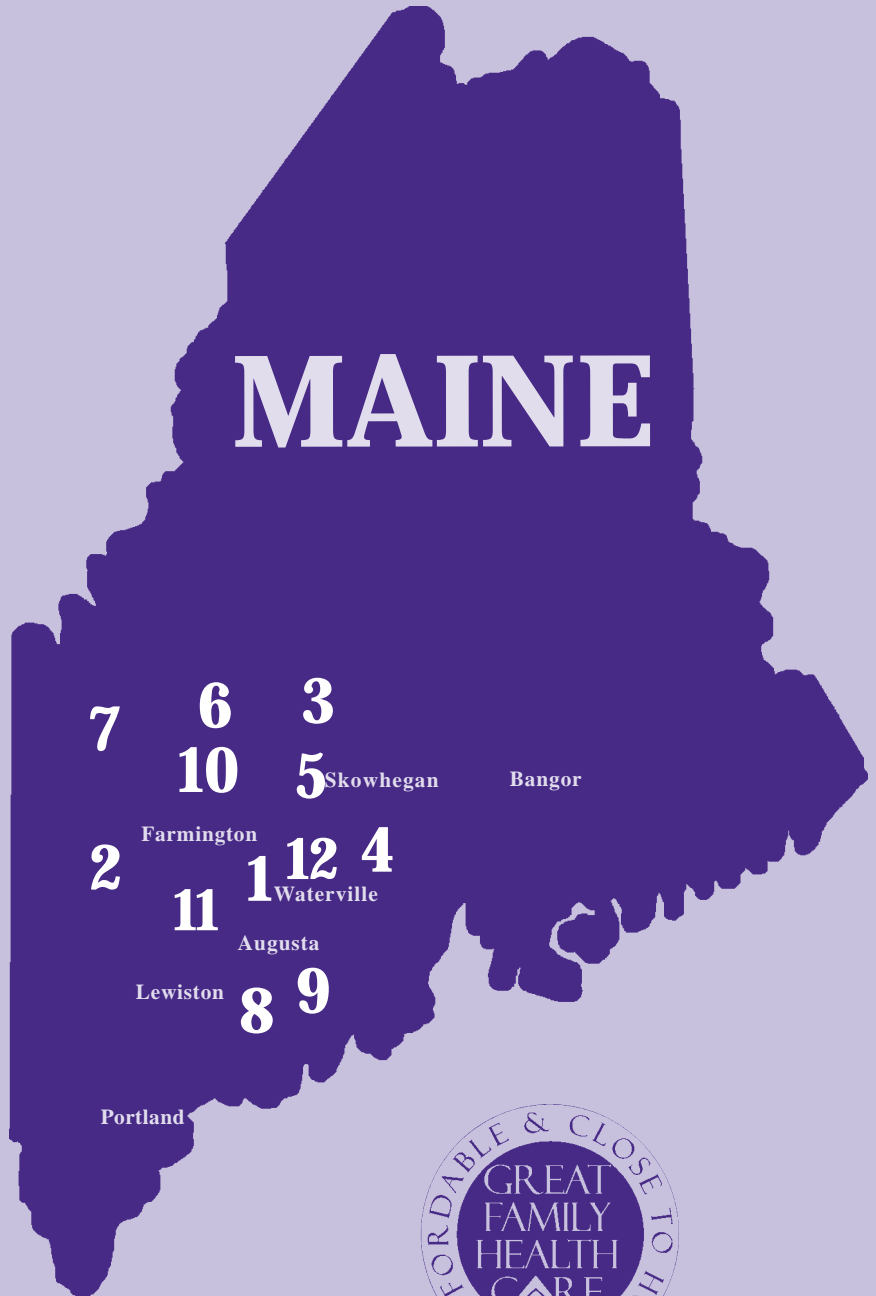 MAINE
7 6 3
10 5 Skowhegan Bangor
Farmington
2 1 12 4
Waterville
11
Augusta
Lewiston 8 9
Portland
& CLOSE TO
GREAT
FAMILY
HEALTH
CARE